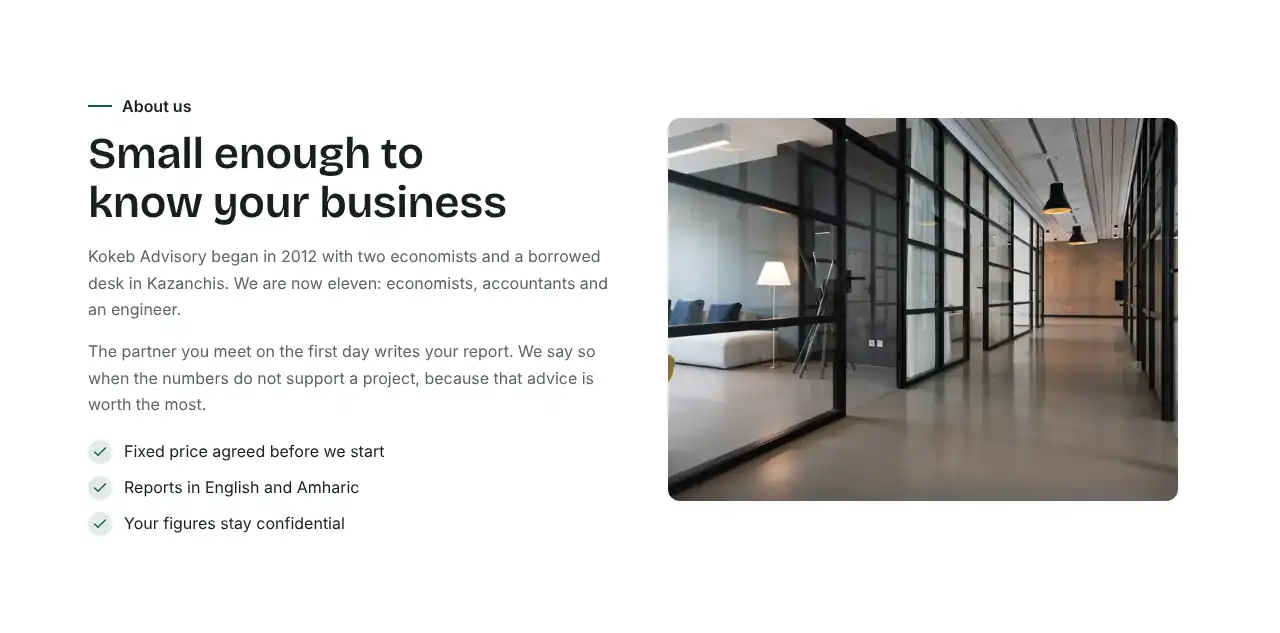 About us
Small enough to
know your business
Kokeb Advisory began in 2012 with two economists and a borrowed
desk in Kazanchis. We are now eleven: economists, accountants and
an engineer.
The partner you meet on the first day writes your report. We say so
when the numbers do not support a project, because that advice is
worth the most.
Fixed price agreed before we start
Reports in English and Amharic
Your figures stay confidential